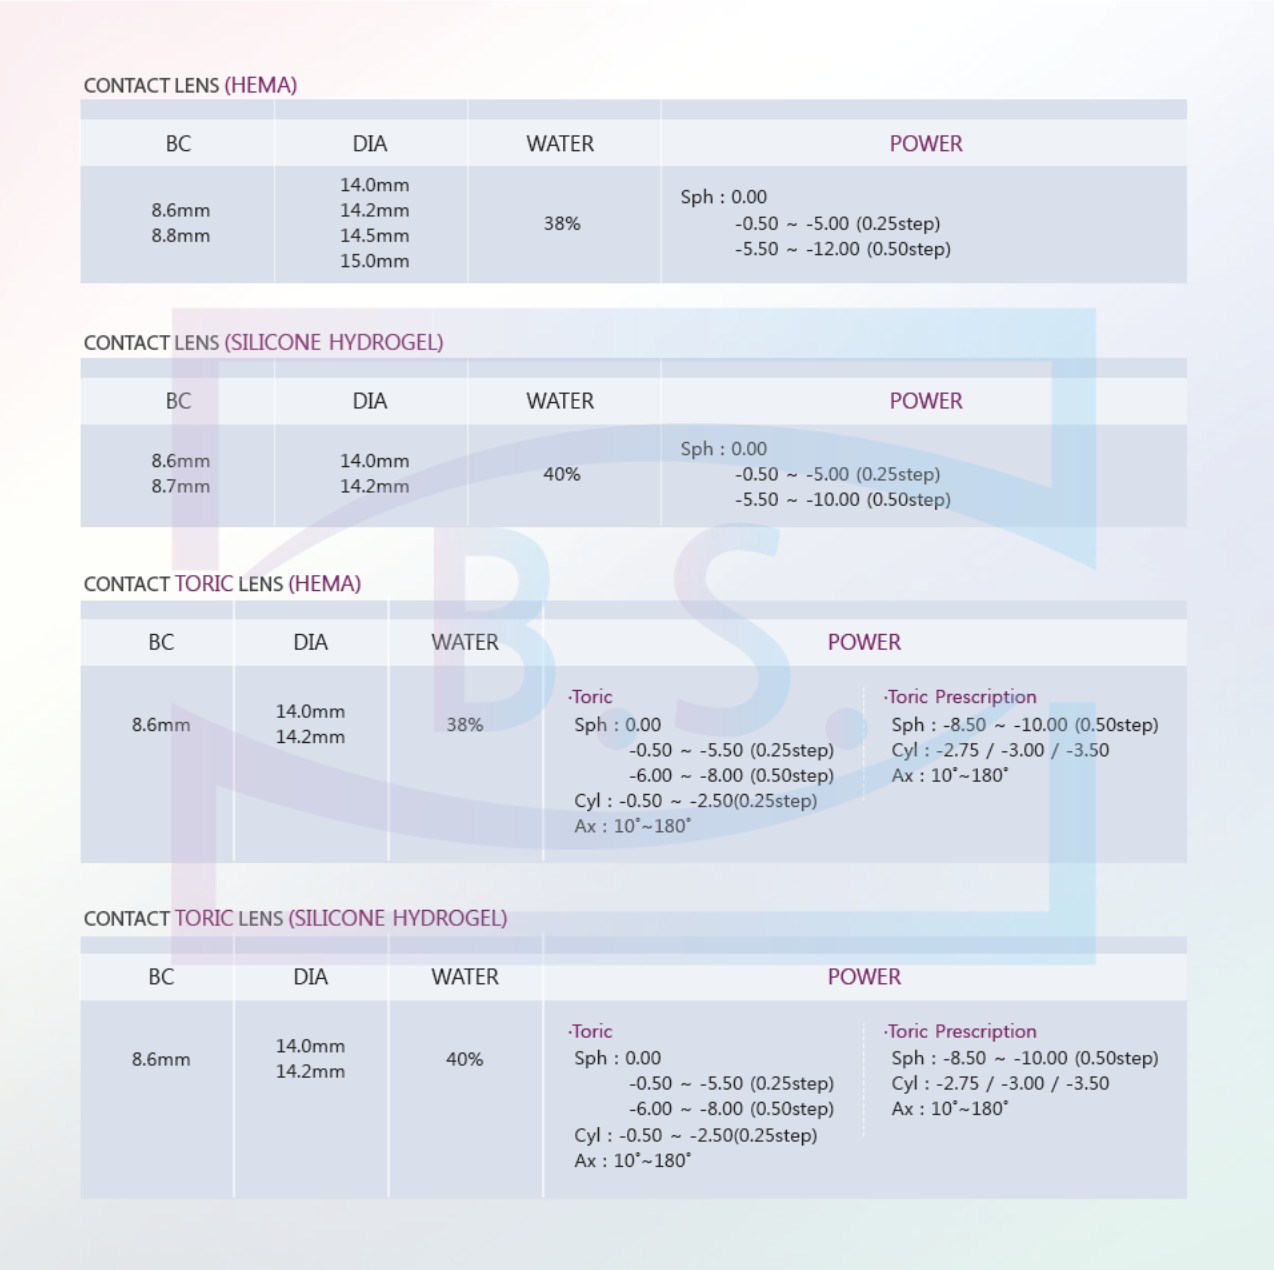 CONTACT LENS (HEMA)
BC DIA WATER POWER
8.6mm
8.8mm
14.0mm
14.2mm
14.5mm
15.0mm
38%
Sph : 0.00
-0.50 ~ -5.00 (0.25step)
-5.50 ~ -12.00 (0.50step)
CONTACT LENS (SILICONE HYDROGEL)
BC DIA WATER POWER
8.6mm
8.7mm
14.0mm
14.2mm
40%
Sph : 0.00
-0.50 ~ -5.00 (0.25step)
-5.50 ~ -10.00 (0.50step)
B.S.
CONTACT TORIC LENS (HEMA)
BC DIA WATER POWER
8.6mm
14.0mm
14.2mm
38%
·Toric
Sph : 0.00
-0.50 ~ -5.50 (0.25step)
-6.00 ~ -8.00 (0.50step)
Cyl : -0.50 ~ -2.50(0.25step)
Ax : 10˚~180˚
·Toric Prescription
Sph : -8.50 ~ -10.00 (0.50step)
Cyl : -2.75 / -3.00 / -3.50
Ax : 10˚~180˚
CONTACT TORIC LENS (SILICONE HYDROGEL)
BC DIA WATER POWER
8.6mm
14.0mm
14.2mm
40%
·Toric
Sph : 0.00
-0.50 ~ -5.50 (0.25step)
-6.00 ~ -8.00 (0.50step)
Cyl : -0.50 ~ -2.50(0.25step)
Ax : 10˚~180˚
·Toric Prescription
Sph : -8.50 ~ -10.00 (0.50step)
Cyl : -2.75 / -3.00 / -3.50
Ax : 10˚~180˚